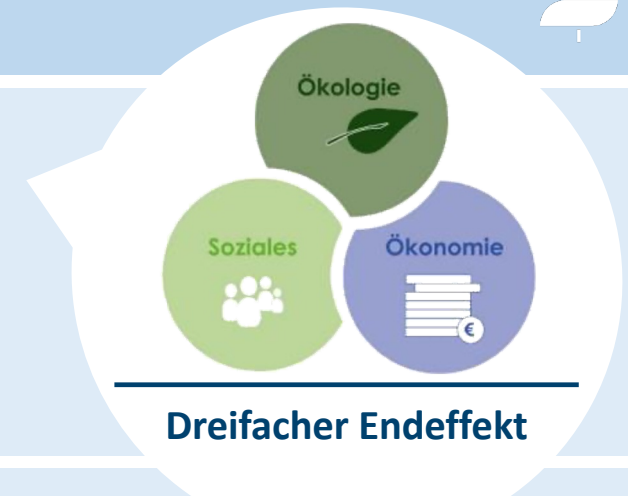 Ökologie
Soziales
Ökonomie
€
Dreifacher Endeffekt